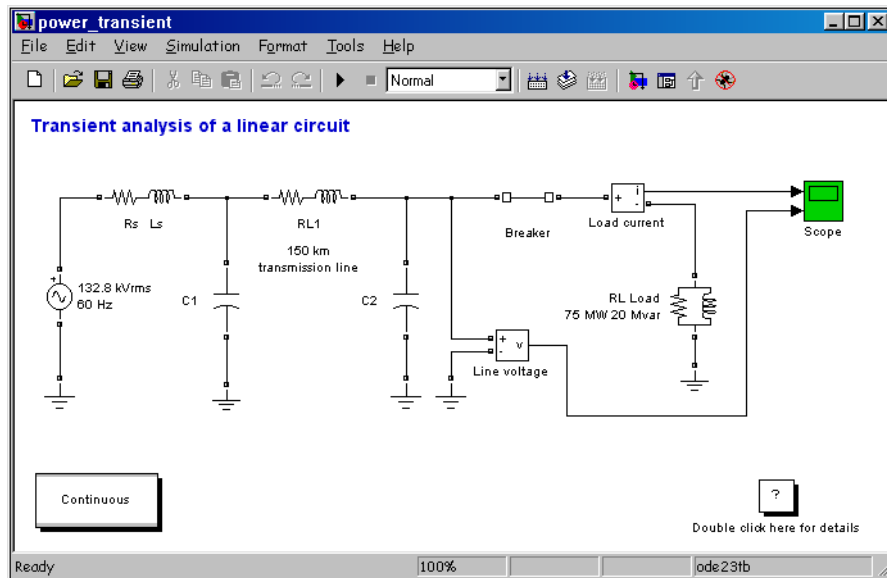 power_transient
File Edit View Simulation Format Tools Help
Normal
Transient analysis of a linear circuit
Rs Ls
RL1
150 km
transmission line
Breaker
i
+
-
Load current
Scope
+
132.8 kVrms
60 Hz
C1
C2
RL Load
75 MW 20 Mvar
+
-
v
Line voltage
Continuous
?
Double click here for details
Ready
100%
ode23tb